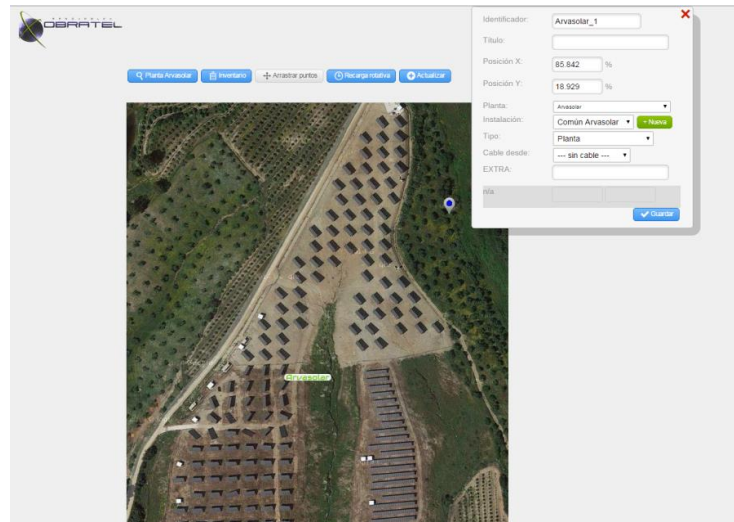 OBRATEL
Planta Arvasolar
Inventario
Arrastrar puntos
Recarga rotativa
Actualizar
Arvasolar
Identificador:
Arvasolar_1
Título:
Posición X:
85.842
%
Posición Y:
18.929
%
Planta:
Arvasolar
Instalación:
Común Arvasolar
+ Nueva
Tipo:
Planta
Cable desde:
--- sin cable ---
EXTRA:
n/a:
Guardar